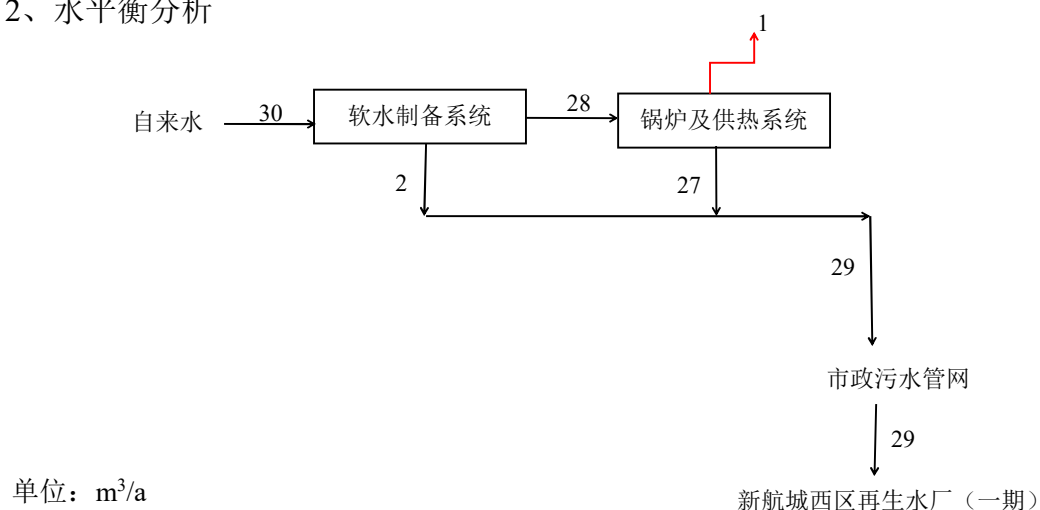 2、水平衡分析
1
自来水
30
软水制备系统
28
锅炉及供热系统
2
27
29
市政污水管网
29
单位：m³/a
新航城西区再生水厂（一期）